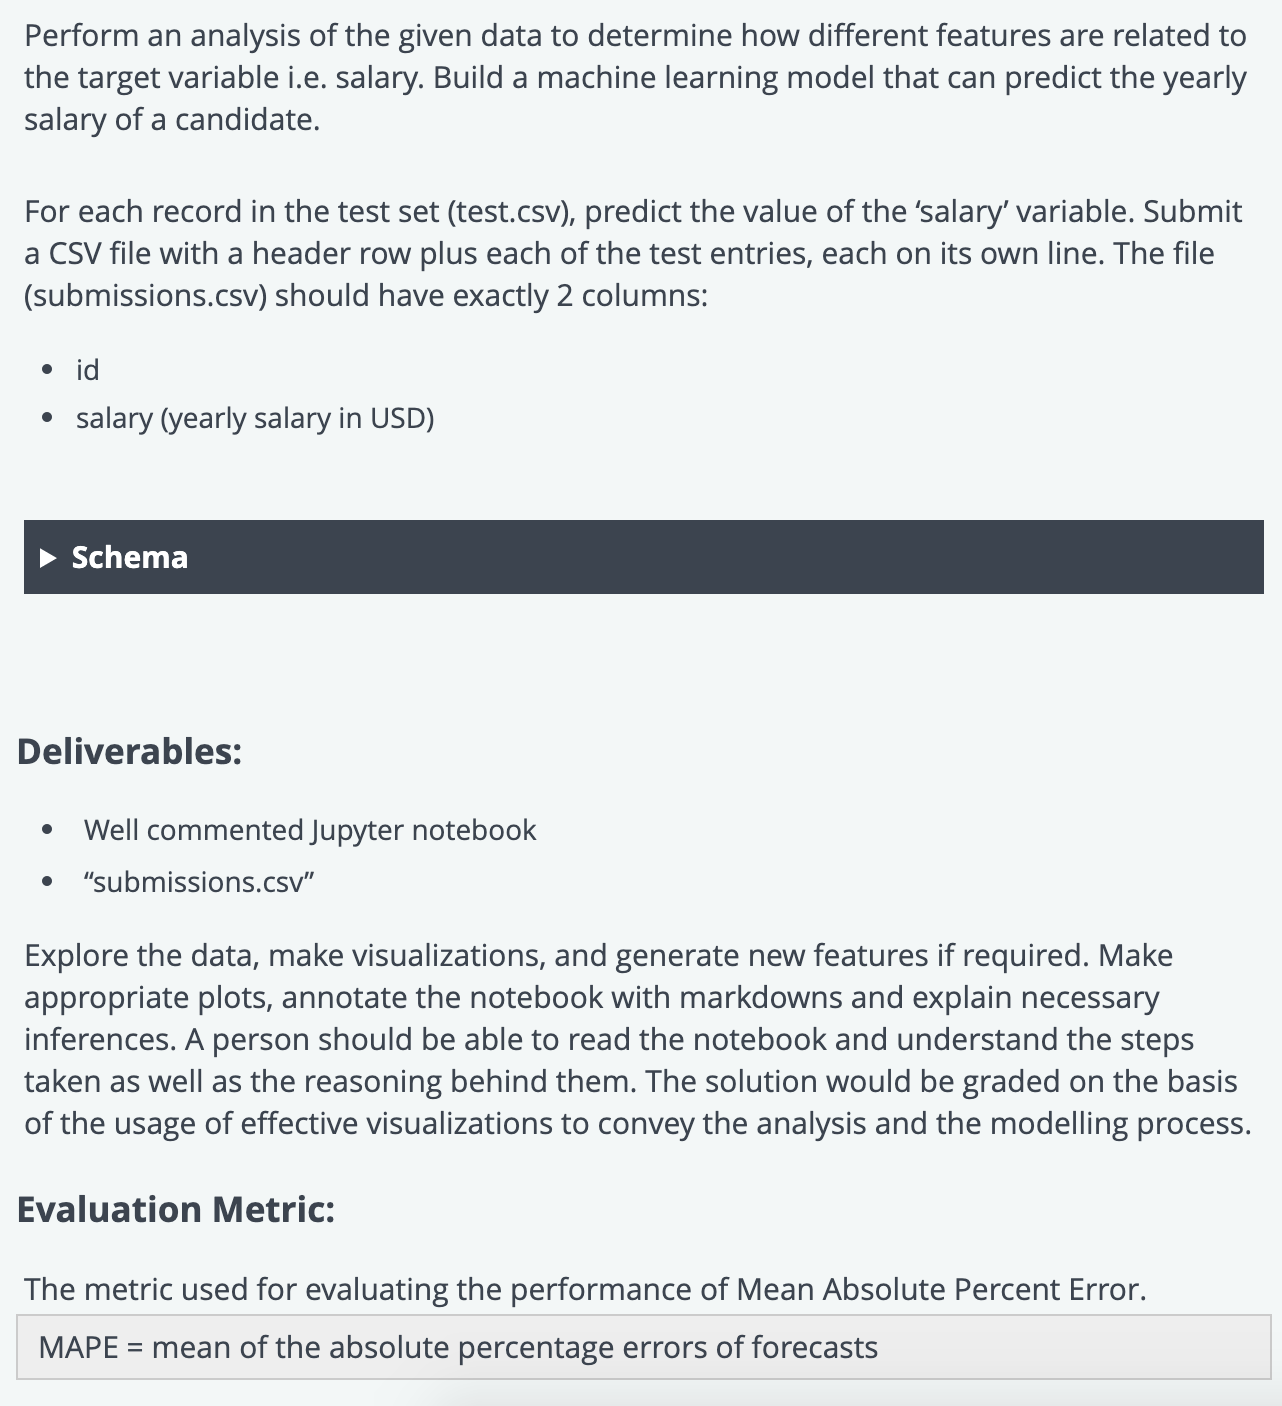 Perform an analysis of the given data to determine how different features are related to
the target variable i.e. salary. Build a machine learning model that can predict the yearly
salary of a candidate.
For each record in the test set (test.csv), predict the value of the ‘salary’ variable. Submit
a CSV file with a header row plus each of the test entries, each on its own line. The file
(submissions.csv) should have exactly 2 columns:
• id
• salary (yearly salary in USD)
▶ Schema
Deliverables:
• Well commented Jupyter notebook
• “submissions.csv”
Explore the data, make visualizations, and generate new features if required. Make
appropriate plots, annotate the notebook with markdowns and explain necessary
inferences. A person should be able to read the notebook and understand the steps
taken as well as the reasoning behind them. The solution would be graded on the basis
of the usage of effective visualizations to convey the analysis and the modelling process.
Evaluation Metric:
The metric used for evaluating the performance of Mean Absolute Percent Error.
MAPE = mean of the absolute percentage errors of forecasts